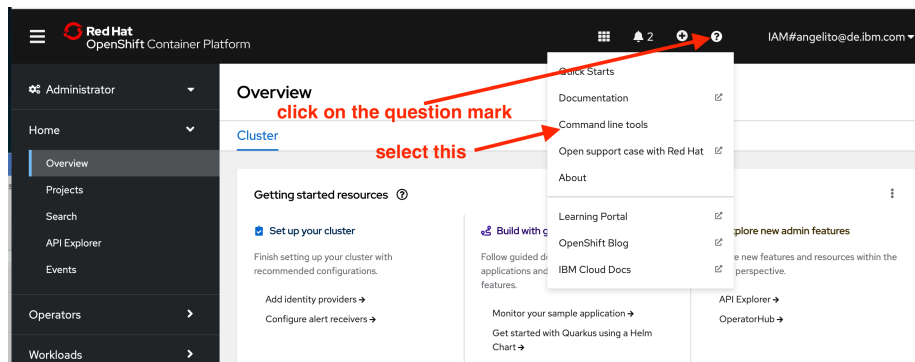 Red Hat
OpenShift Container Platform
2
IAM#angelito@de.ibm.com
Administrator
Home
Overview
Projects
Search
API Explorer
Events
Operators
Workloads
Overview
click on the question mark
Cluster
select this
Quick Starts
Documentation
Command line tools
Open support case with Red Hat
About
Learning Portal
OpenShift Blog
IBM Cloud Docs
Getting started resources
Set up your cluster
Finish setting up your cluster with
recommended configurations.
Add identity providers
Configure alert receivers
Build with g
Follow guided d
applications and
features.
Monitor your sample application
Get started with Quarkus using a Helm
Chart
plore new admin features
e new features and resources within the
perspective.
API Explorer
OperatorHub